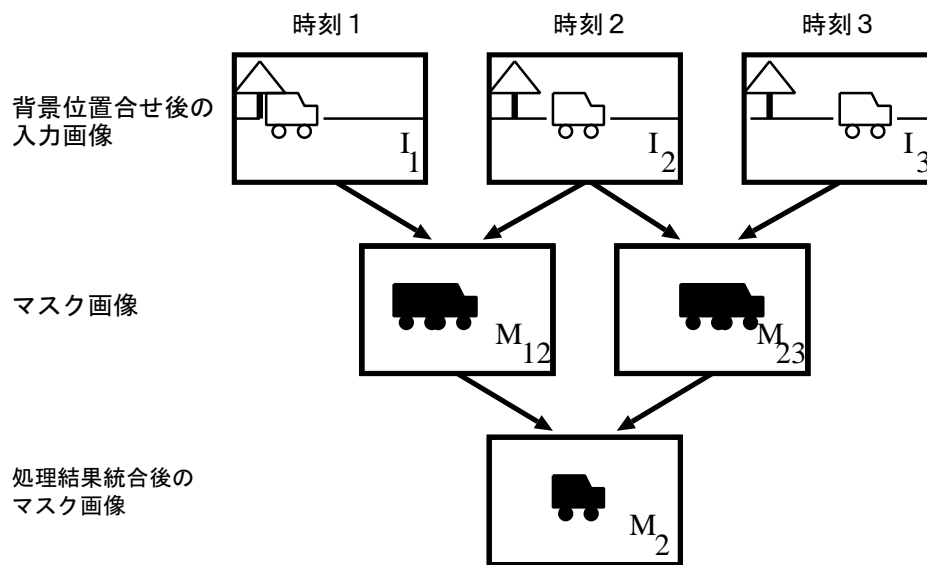 時刻1
時刻2
時刻3
背景位置合せ後の
入力画像
I1
I2
I3
マスク画像
M12
M23
処理結果統合後の
マスク画像
M2